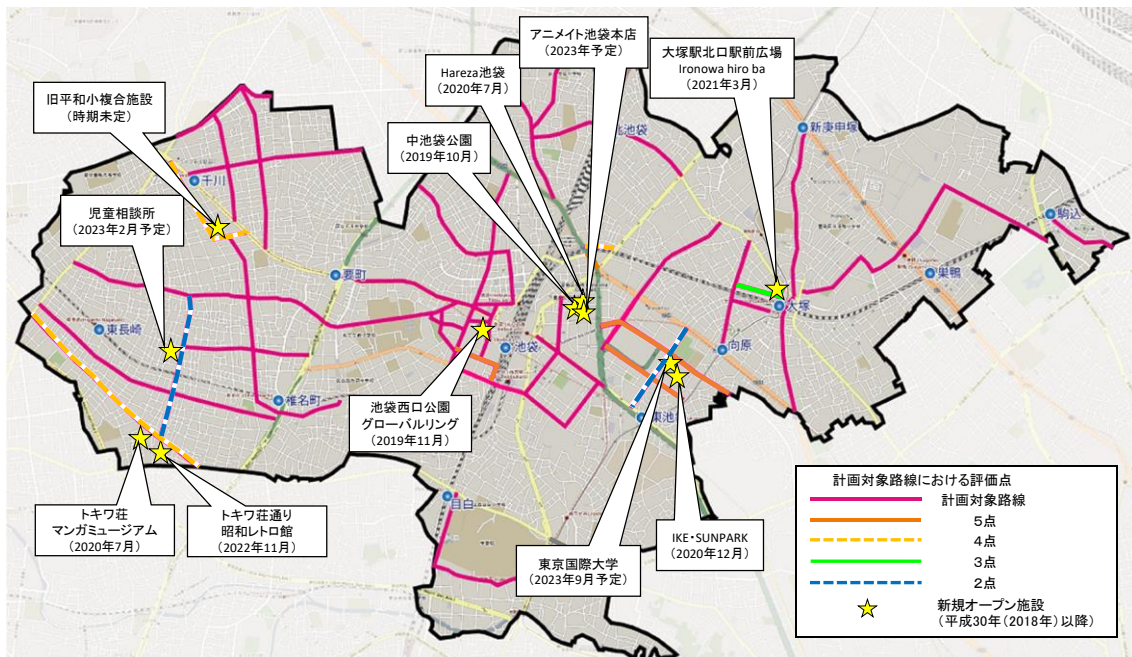 アニメイト池袋本店
(2023年予定)
大塚駅北口駅前広場
Ironowa hiro ba
(2021年3月)
Hareza池袋
(2020年7月)
旧平和小複合施設
(時期未定)
中池袋公園
(2019年10月)
児童相談所
(2023年2月予定)
北池袋
新庚申塚
千川
駒込
要町
巣鴨
大塚
東長崎
池袋
向原
椎名町
東池袋
池袋西口公園
グローバルリング
(2019年11月)
目白
トキワ荘
マンガミュージアム
(2020年7月)
トキワ荘通り
昭和レトロ館
(2022年11月)
東京国際大学
(2023年9月予定)
IKE・SUNPARK
(2020年12月)
計画対象路線における評価点
計画対象路線
5点
4点
3点
2点
新規オープン施設
(平成30年(2018年)以降)